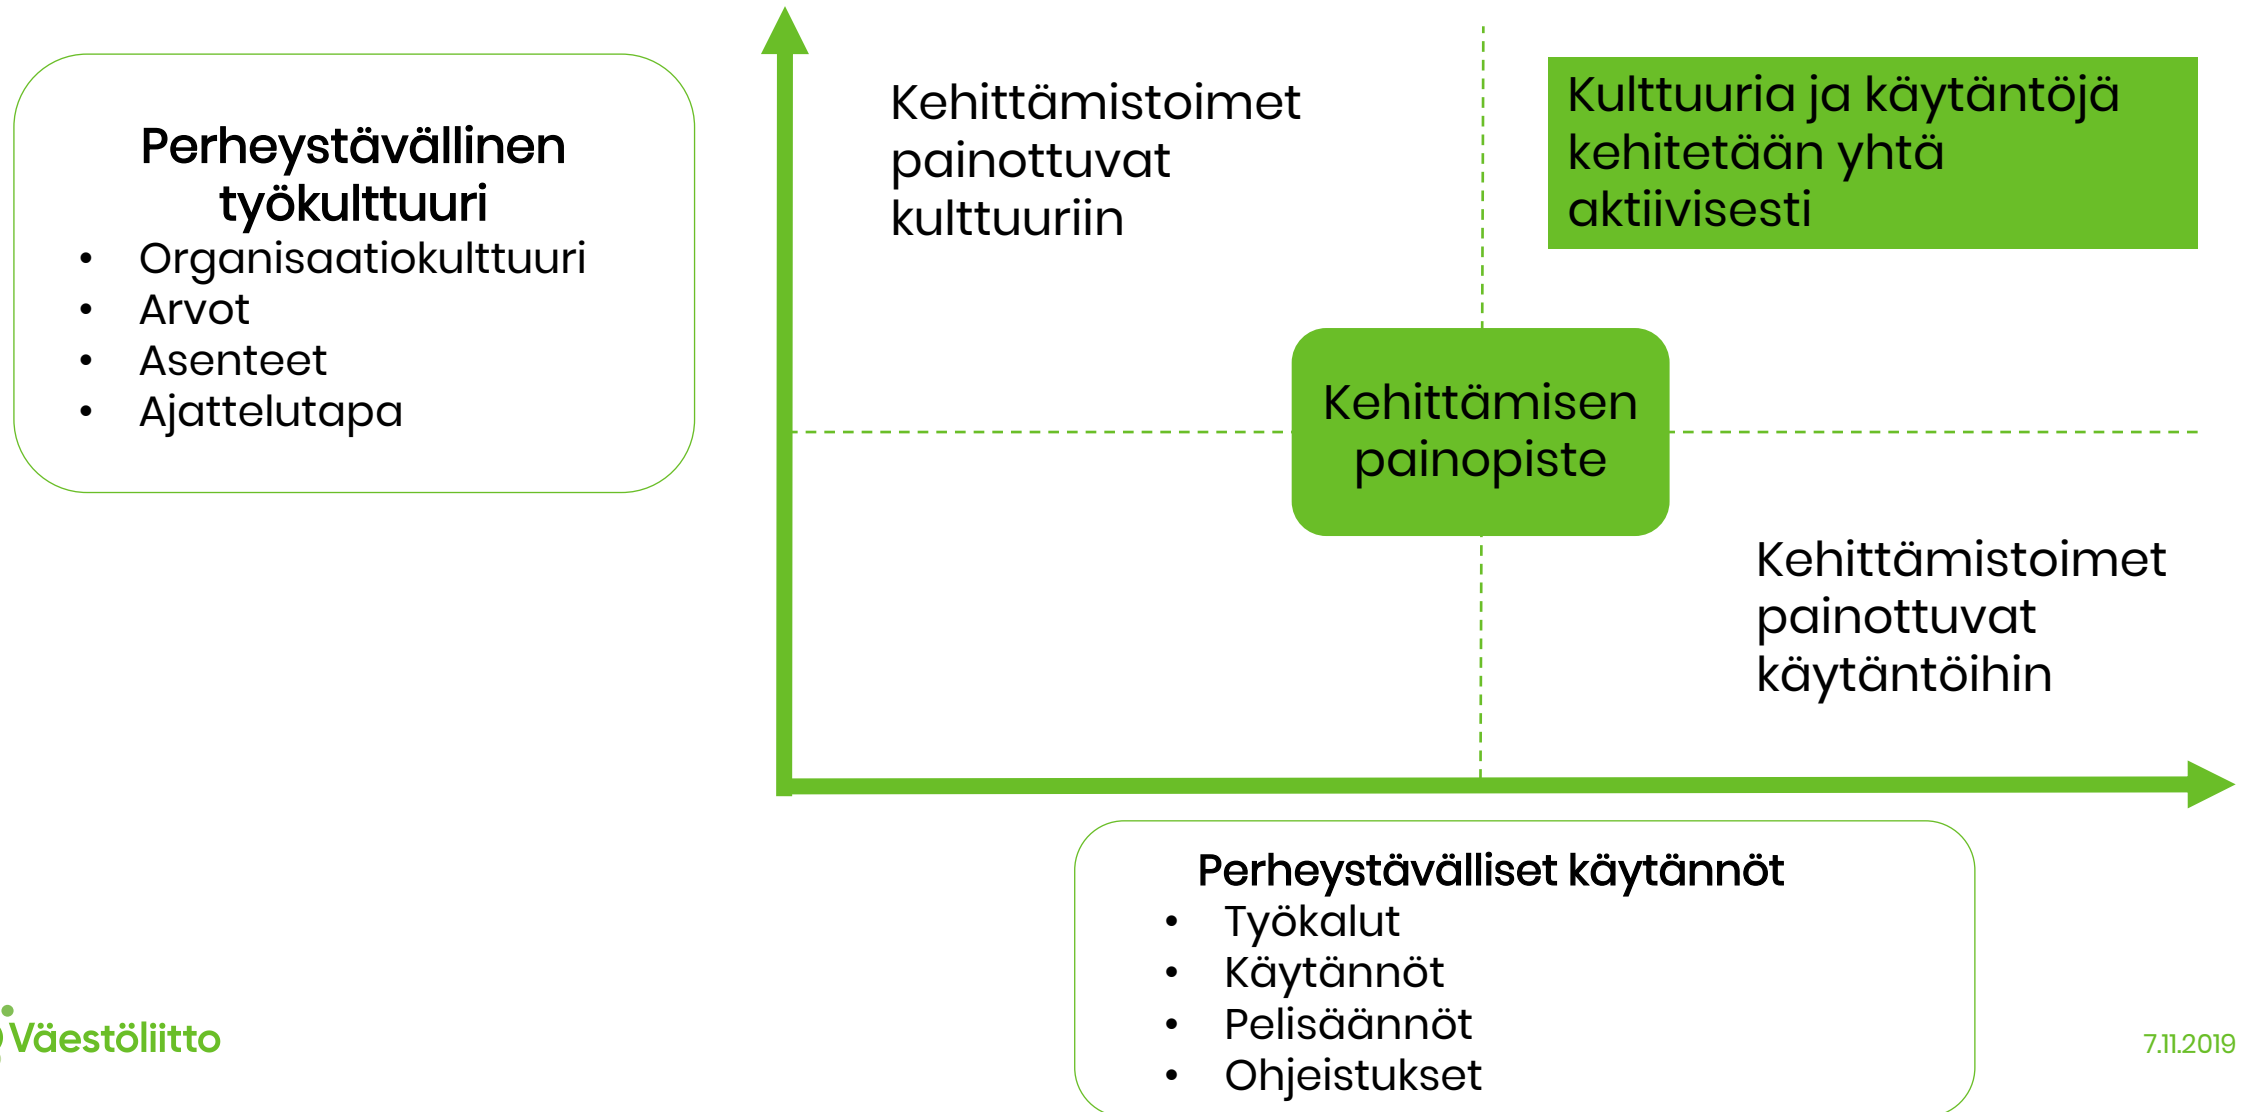 Perheystävällinen
työkulttuuri
• Organisaatiokulttuuri
• Arvot
• Asenteet
• Ajattelutapa
Kehittämistoimet
painottuvat
kulttuuriin
Kulttuuria ja käytäntöjä
kehitetään yhtä
aktiivisesti
Kehittämisen
painopiste
Kehittämistoimet
painottuvat
käytäntöihin
Perheystävälliset käytännöt
• Työkalut
• Käytännöt
• Pelisäännöt
• Ohjeistukset
Väestöliitto
7.11.2019